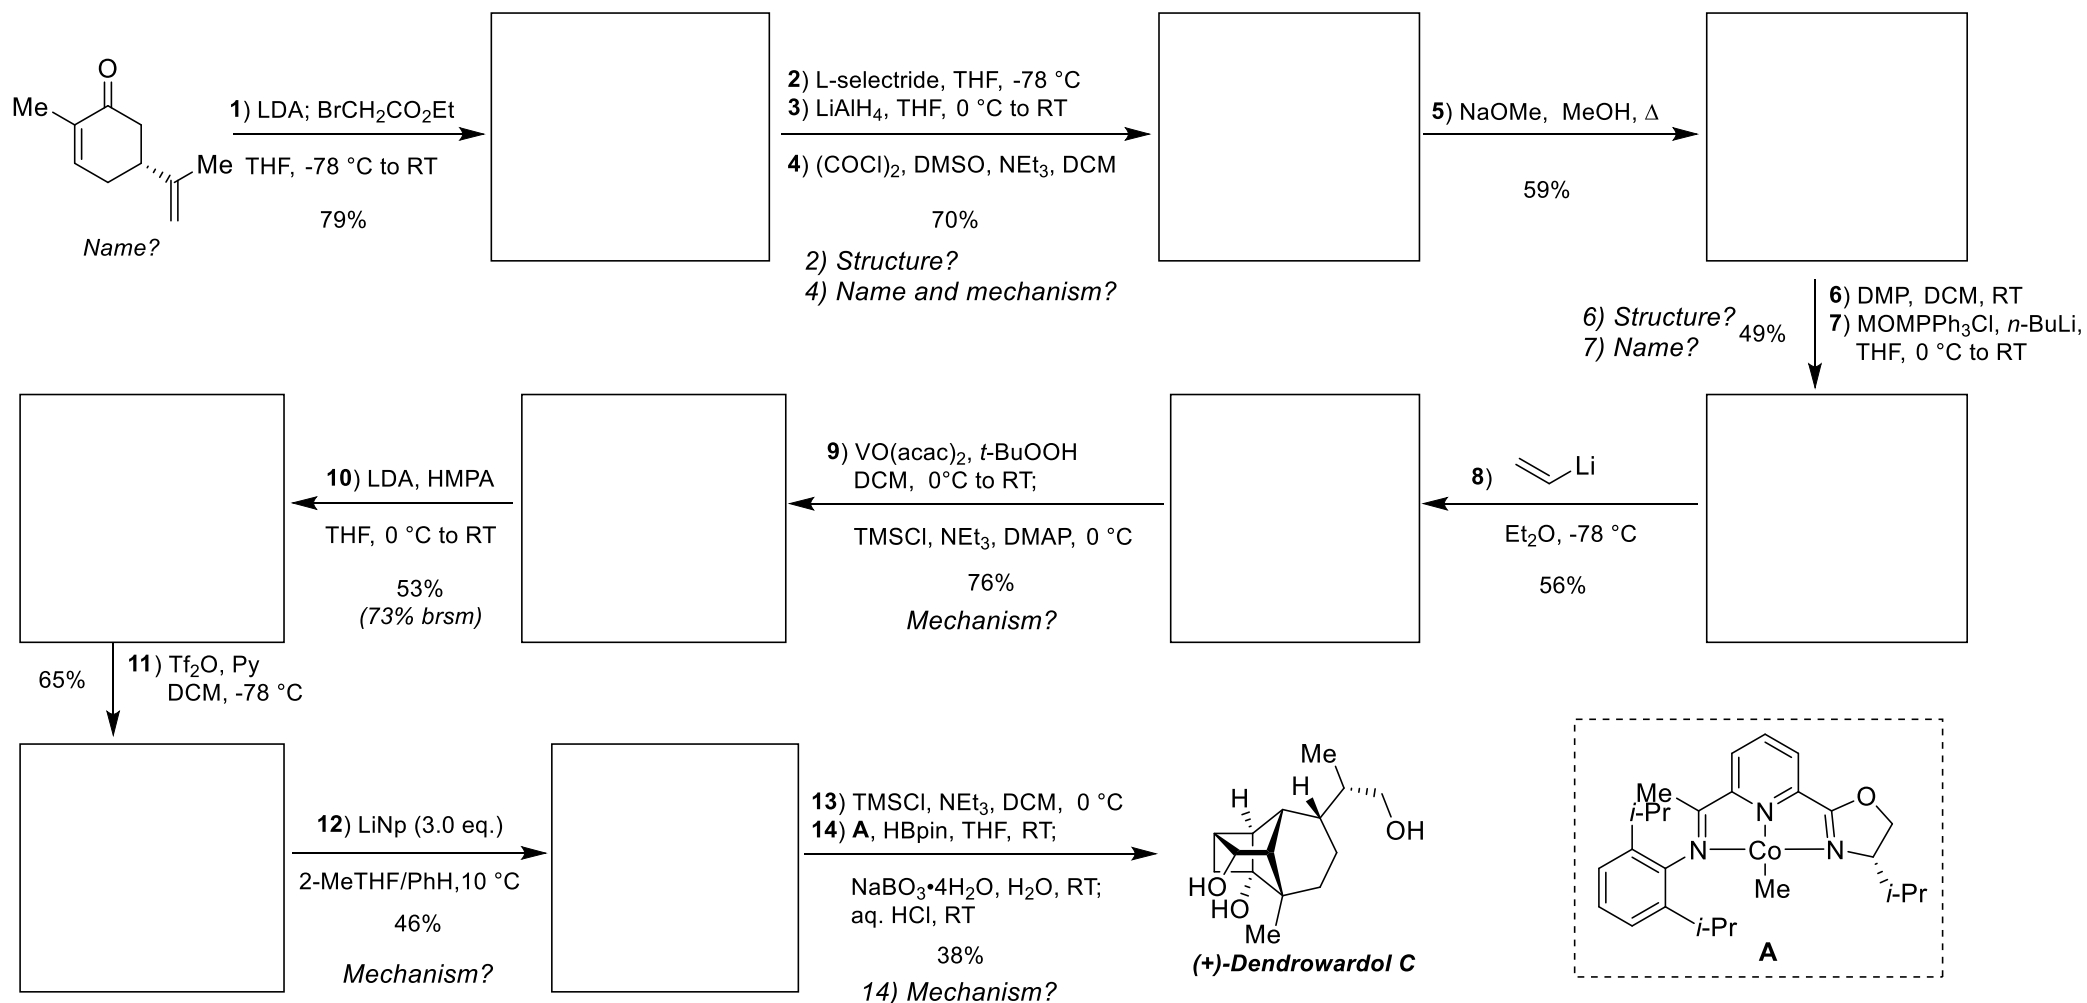 O
Me
Me
Name?
1) LDA; BrCH₂CO₂Et
THF, -78 °C to RT
79%
2) L-selectride, THF, -78 °C
3) LiAlH₄, THF, 0 °C to RT
4) (COCl)₂, DMSO, NEt₃, DCM
70%
2) Structure?
4) Name and mechanism?
5) NaOMe, MeOH, Δ
59%
6) Structure?
7) Name?
49%
6) DMP, DCM, RT
7) MOMPPh₃Cl, n-BuLi,
THF, 0 °C to RT
8)
Li
Et₂O, -78 °C
56%
9) VO(acac)₂, t-BuOOH
DCM, 0°C to RT;
TMSCl, NEt₃, DMAP, 0 °C
76%
Mechanism?
10) LDA, HMPA
THF, 0 °C to RT
53%
(73% brsm)
65%
11) Tf₂O, Py
DCM, -78 °C
12) LiNp (3.0 eq.)
2-MeTHF/PhH,10 °C
46%
Mechanism?
13) TMSCl, NEt₃, DCM, 0 °C
14) A, HBpin, THF, RT;
NaBO₃•4H₂O, H₂O, RT;
aq. HCl, RT
38%
14) Mechanism?
Me
H
H
OH
HO
HO
Me
(+)-Dendrowardol C
Me
i-Pr
N
O
N
Co
N
Me
i-Pr
i-Pr
A